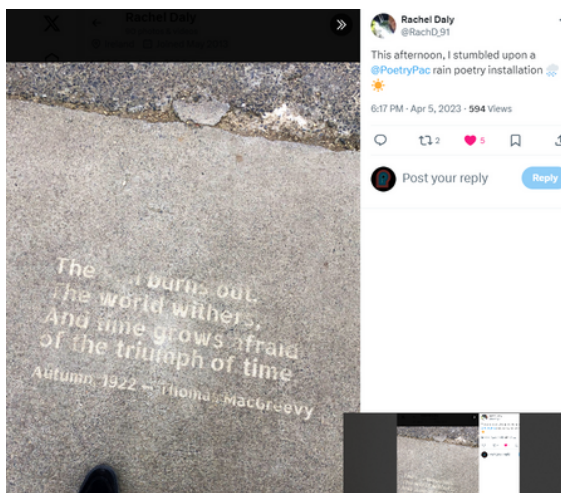 Rachel Daly
@RachD_91
This afternoon, I stumbled upon a
@PoetryPac rain poetry installation
6:17 PM · Apr 5, 2023 · 594 Views
2
5
Post your reply
Reply
The burns out.
The world withers,
And time grows afraid
of the triumph of time
Autumn, 1922 – Thomas MacGreevy